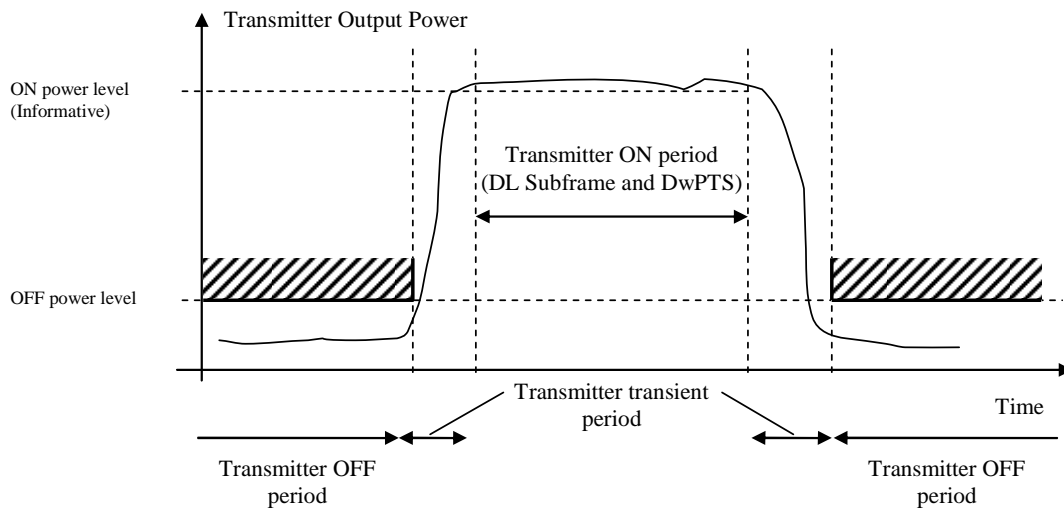 Transmitter Output Power
ON power level
(Informative)
Transmitter ON period
(DL Subframe and DwPTS)
OFF power level
Transmitter transient
period
Time
Transmitter OFF
period
Transmitter OFF
period